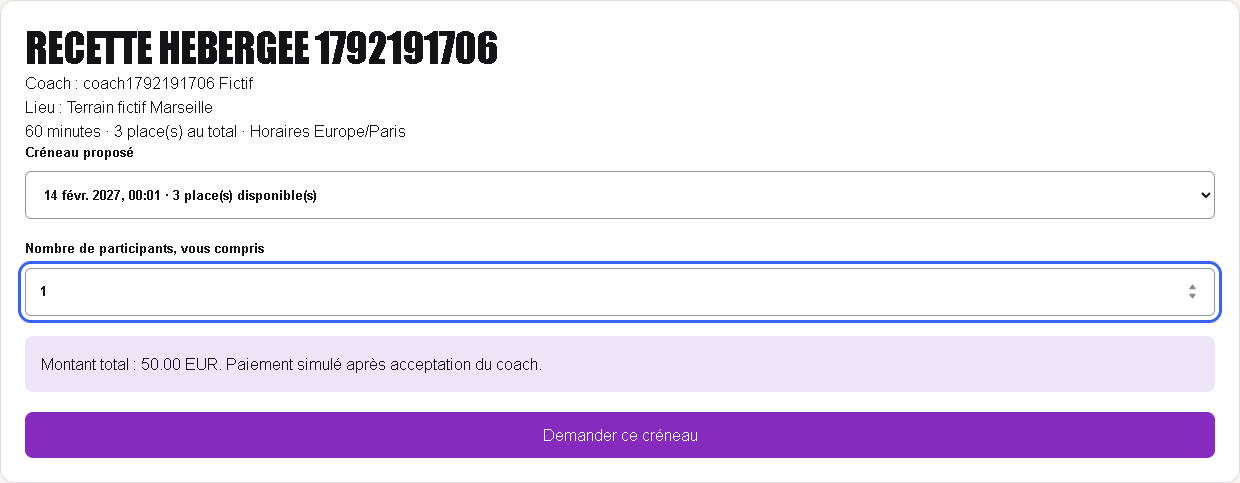 RECETTE HEBERGEE 1792191706
Coach : coach1792191706 Fictif
Lieu : Terrain fictif Marseille
60 minutes · 3 place(s) au total · Horaires Europe/Paris
Créneau proposé
14 févr. 2027, 00:01 · 3 place(s) disponible(s)
Nombre de participants, vous compris
1
Montant total : 50.00 EUR. Paiement simulé après acceptation du coach.
Demander ce créneau